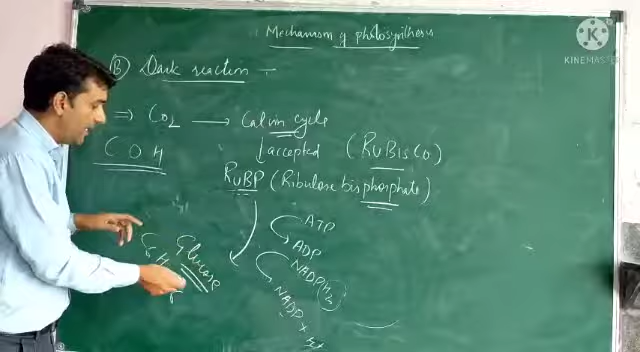 Mechanism of photosynthesis
K
KINEMASTER
(B) Dark reaction -
⇒ CO2 → Calvin cycle
C O H
↓ accepted (RuBisCo)
RuBP (Ribulose bisphosphate)
ATP
ADP
Glucose
NADPH2
NADP